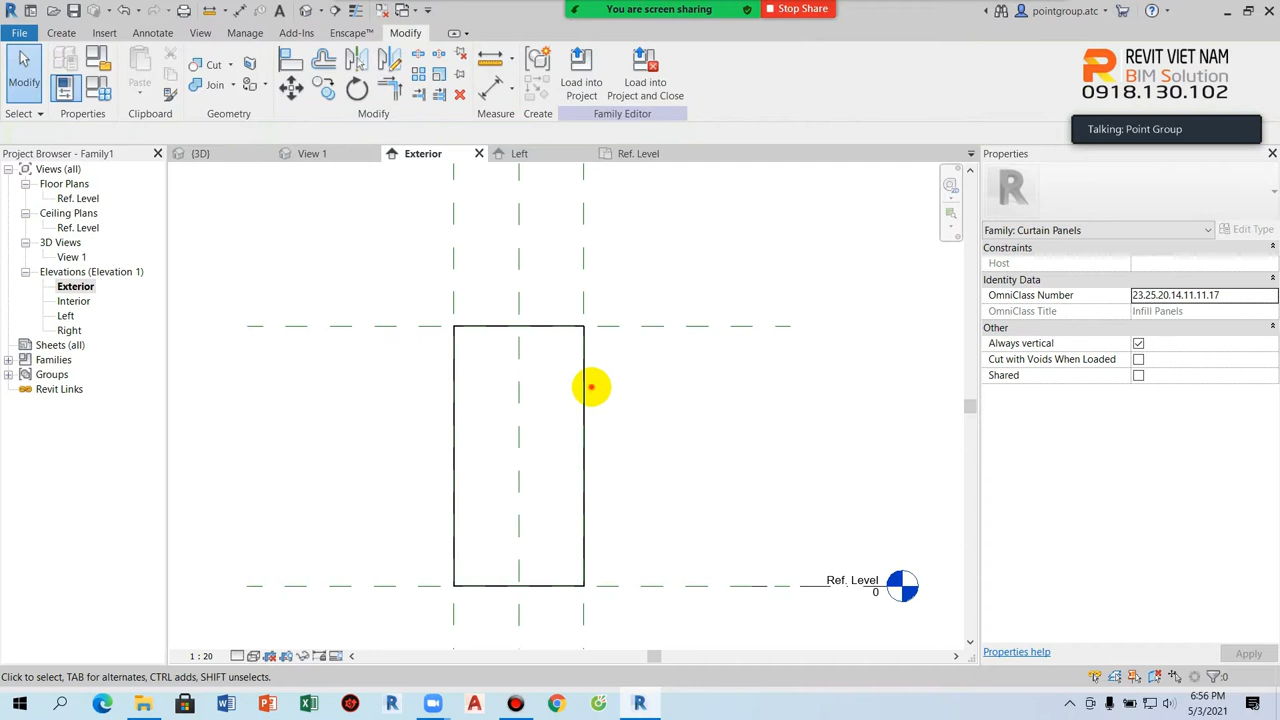 You are screen sharing
Stop Share
pointgroup.atc
File Create Insert Annotate View Manage Add-Ins Enscape™ Modify
Modify
Paste
Cut
Join
Load into
Project
Load into
Project and Close
Select Properties Clipboard Geometry Modify Measure Create Family Editor
REVIT VIET NAM
BIM Solution
0918.130.102
Talking: Point Group
Project Browser - Family1
Views (all)
Floor Plans
Ref. Level
Ceiling Plans
Ref. Level
3D Views
View 1
Elevations (Elevation 1)
Exterior
Interior
Left
Right
Sheets (all)
Families
Groups
Revit Links
{3D} View 1 Exterior Left Ref. Level
Ref. Level
0
1 : 20
Properties
R
Family: Curtain Panels
Edit Type
Constraints
Host
Identity Data
OmniClass Number 23.25.20.14.11.11.17
OmniClass Title Infill Panels
Other
Always vertical
Cut with Voids When Loaded
Shared
Properties help
Apply
Click to select, TAB for alternates, CTRL adds, SHIFT unselects.
:0
6:56 PM
5/3/2021